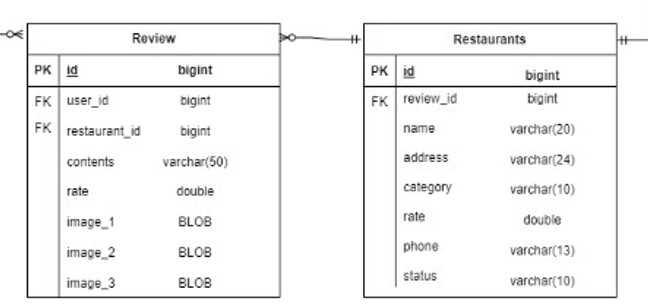 Review
PK id bigint
FK user_id bigint
FK restaurant_id bigint
contents varchar(50)
rate double
image_1 BLOB
image_2 BLOB
image_3 BLOB
Restaurants
PK id bigint
FK review_id bigint
name varchar(20)
address varchar(24)
category varchar(10)
rate double
phone varchar(13)
status varchar(10)